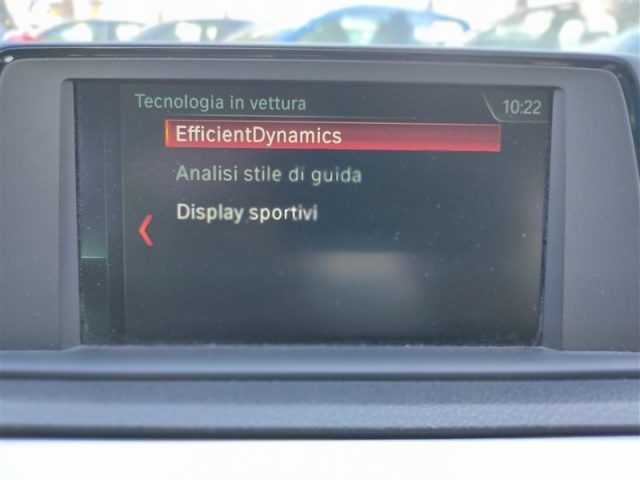 Tecnologia in vettura
10:22
EfficientDynamics
Analisi stile di guida
Display sportivi